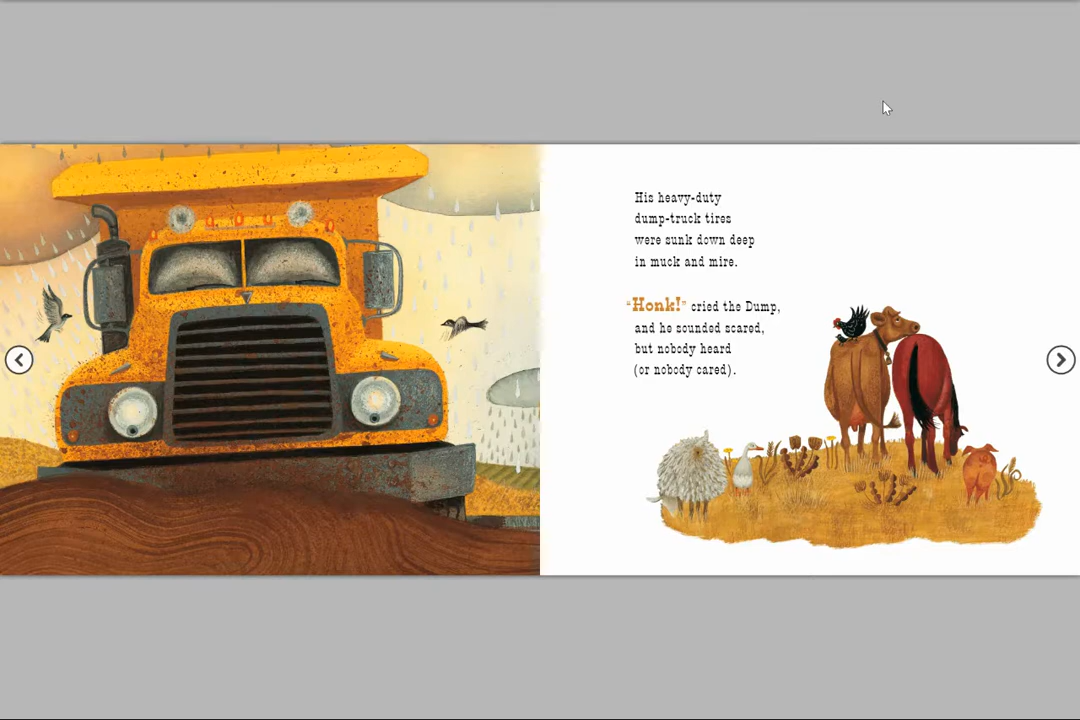 His heavy-duty
dump-truck tires
were sunk down deep
in muck and mire.
“Honk!” cried the Dump,
and he sounded scared,
but nobody heard
(or nobody cared).